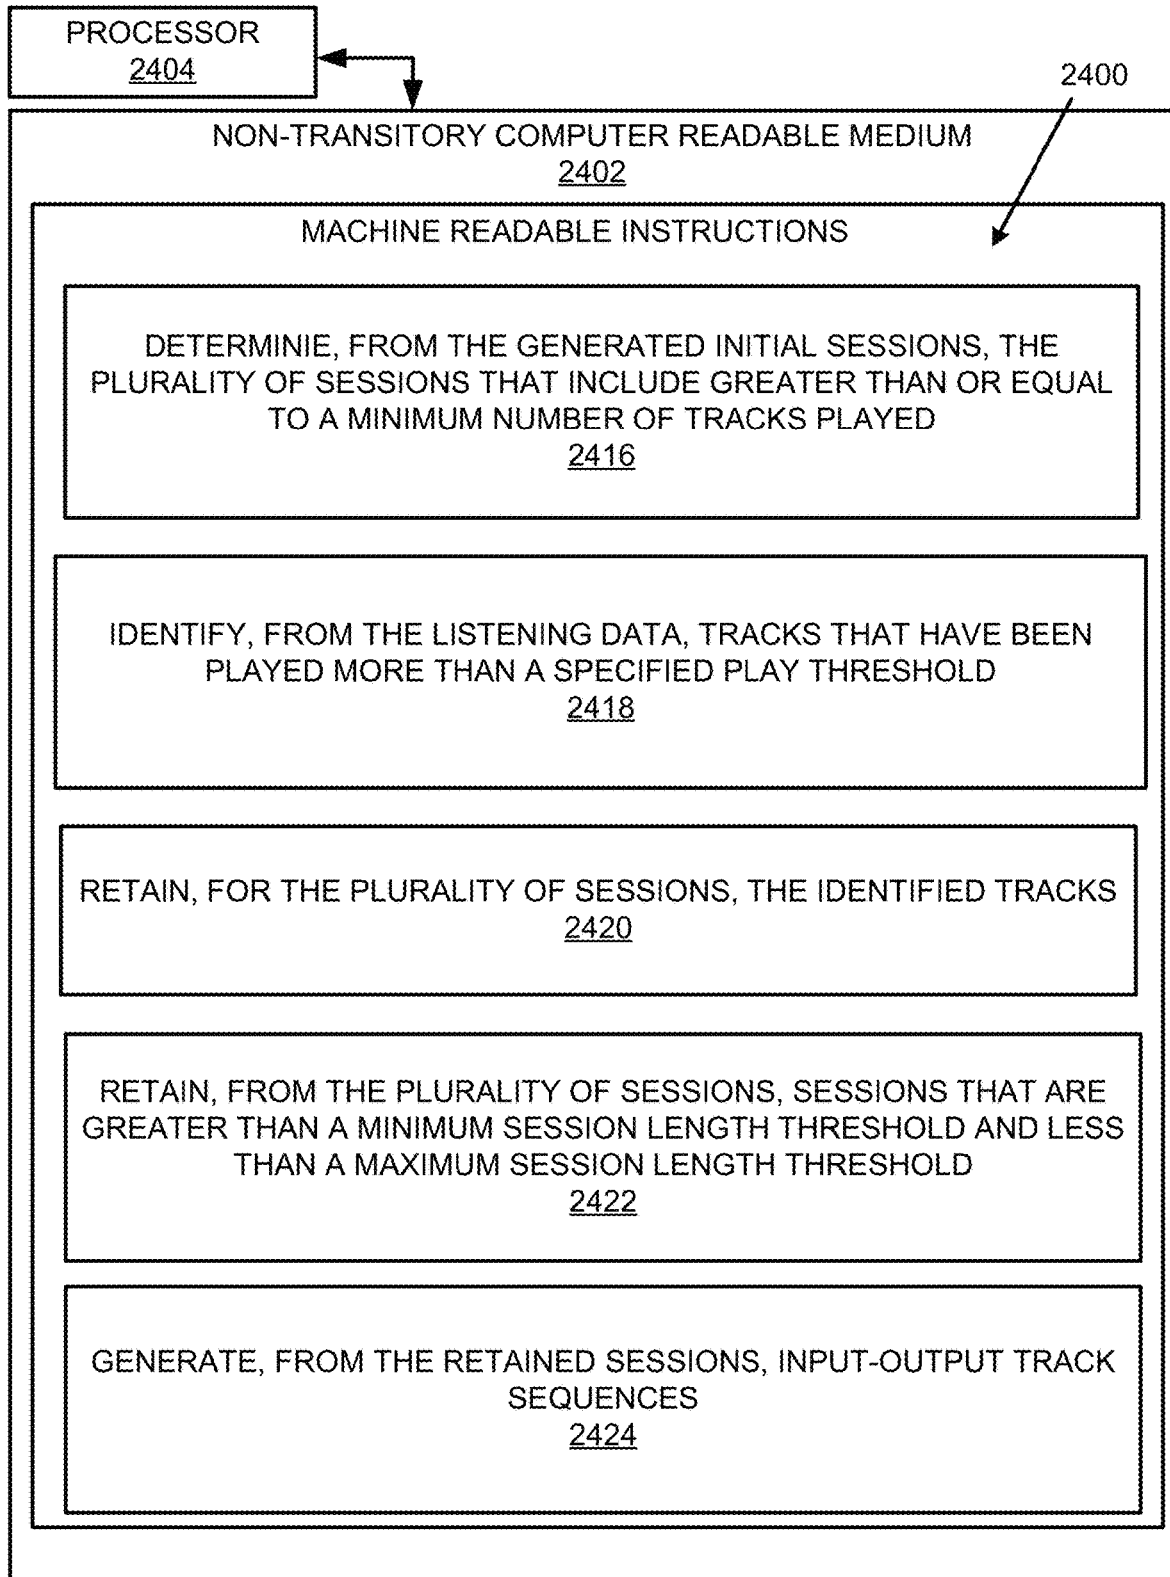 PROCESSOR
2404
2400
NON-TRANSITORY COMPUTER READABLE MEDIUM
2402
MACHINE READABLE INSTRUCTIONS
DETERMINIE, FROM THE GENERATED INITIAL SESSIONS, THE
PLURALITY OF SESSIONS THAT INCLUDE GREATER THAN OR EQUAL
TO A MINIMUM NUMBER OF TRACKS PLAYED
2416
IDENTIFY, FROM THE LISTENING DATA, TRACKS THAT HAVE BEEN
PLAYED MORE THAN A SPECIFIED PLAY THRESHOLD
2418
RETAIN, FOR THE PLURALITY OF SESSIONS, THE IDENTIFIED TRACKS
2420
RETAIN, FROM THE PLURALITY OF SESSIONS, SESSIONS THAT ARE
GREATER THAN A MINIMUM SESSION LENGTH THRESHOLD AND LESS
THAN A MAXIMUM SESSION LENGTH THRESHOLD
2422
GENERATE, FROM THE RETAINED SESSIONS, INPUT-OUTPUT TRACK
SEQUENCES
2424